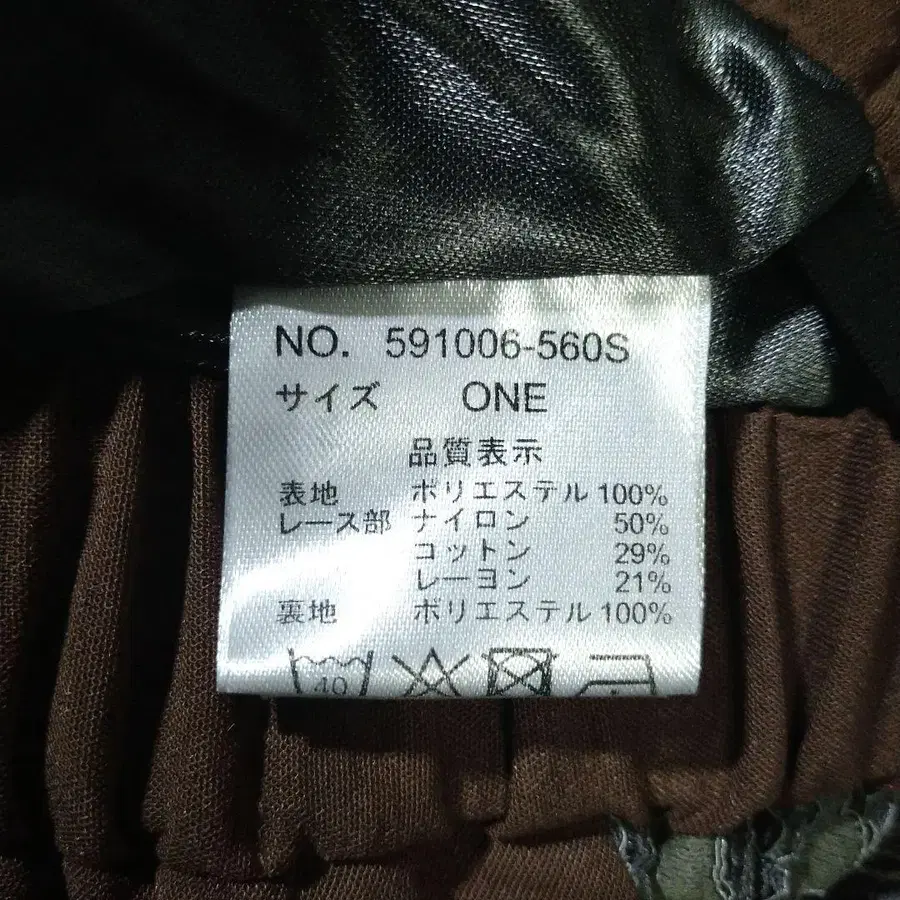 NO. 591006-560S
サイズ ONE
品質表示
表地 ポリエステル 100%
レース部 ナイロン 50%
コットン 29%
レーヨン 21%
裏地 ポリエステル 100%
40